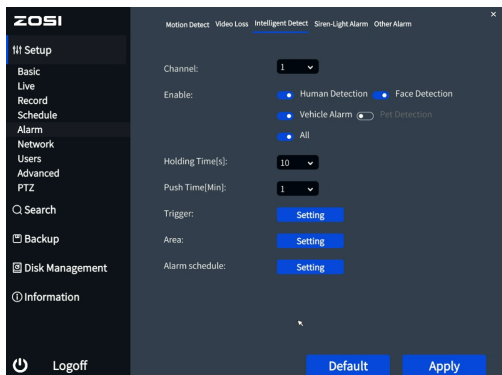 ZOSI
Motion Detect Video Loss Intelligent Detect Siren-Light Alarm Other Alarm
Setup
Basic
Live
Record
Schedule
Alarm
Network
Users
Advanced
PTZ
Search
Backup
Disk Management
Information
Logoff
Channel: 1
Enable: Human Detection Face Detection
Vehicle Alarm Pet Detection
All
Holding Time[s]: 10
Push Time[Min]: 1
Trigger: Setting
Area: Setting
Alarm schedule: Setting
Default Apply